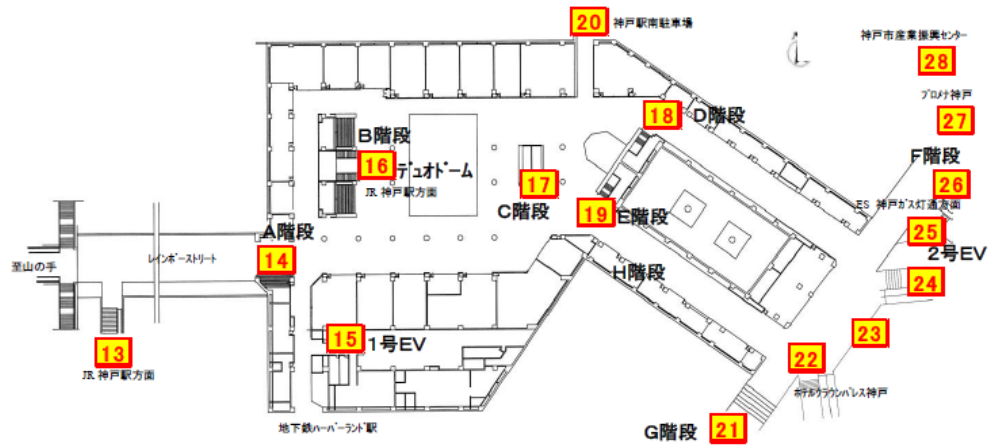 20
神戸駅南駐車場
神戸市産業振興センター
28
プロメナ神戸
27
18
D階段
B階段
16
デュオドーム
JR 神戸駅方面
17
C階段
F階段
26
ES 神戸ガス灯通方面
19
E階段
25
2号EV
A階段
14
レインボーストリート
至山の手
H階段
24
13
JR 神戸駅方面
15
1号EV
23
22
ホテルクラウンパレス神戸
地下鉄ハーバーランド駅
G階段
21